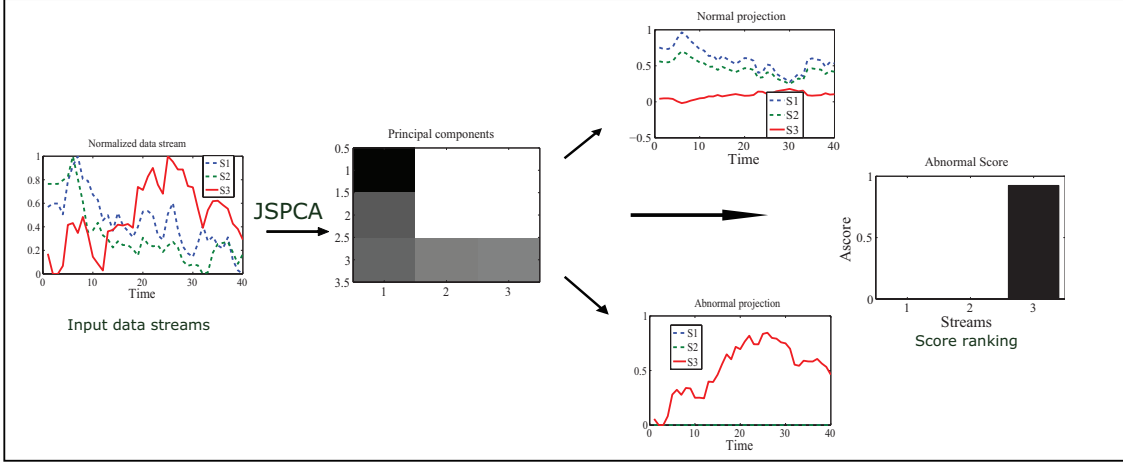 Normalized data stream
1
0.8
0.6
0.4
0.2
0
S1
S2
S3
0 10 20 30 40
Time
Input data streams
JSPCA
Principal components
0.5
1
1.5
2
2.5
3
3.5
1 2 3
Normal projection
1
0.5
0
−0.5
S1
S2
S3
0 10 20 30 40
Time
Abnormal projection
1
0.5
0
S1
S2
S3
0 10 20 30 40
Time
Abnormal Score
1
0.5
0
Ascore
1 2 3
Streams
Score ranking